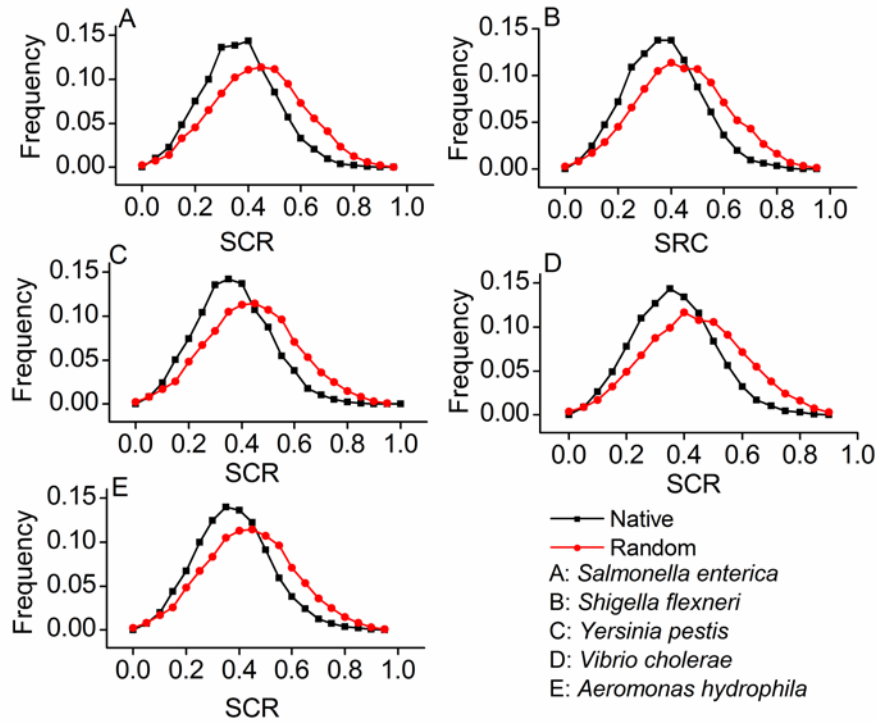 A
Frequency
0.15
0.10
0.05
0.00
0.0 0.2 0.4 0.6 0.8 1.0
SCR
B
Frequency
0.15
0.10
0.05
0.00
0.0 0.2 0.4 0.6 0.8 1.0
SRC
C
Frequency
0.15
0.10
0.05
0.00
0.0 0.2 0.4 0.6 0.8 1.0
SCR
D
Frequency
0.15
0.10
0.05
0.00
0.0 0.2 0.4 0.6 0.8 1.0
SCR
E
Frequency
0.15
0.10
0.05
0.00
0.0 0.2 0.4 0.6 0.8 1.0
SCR
Native
Random
A: Salmonella enterica
B: Shigella flexneri
C: Yersinia pestis
D: Vibrio cholerae
E: Aeromonas hydrophila